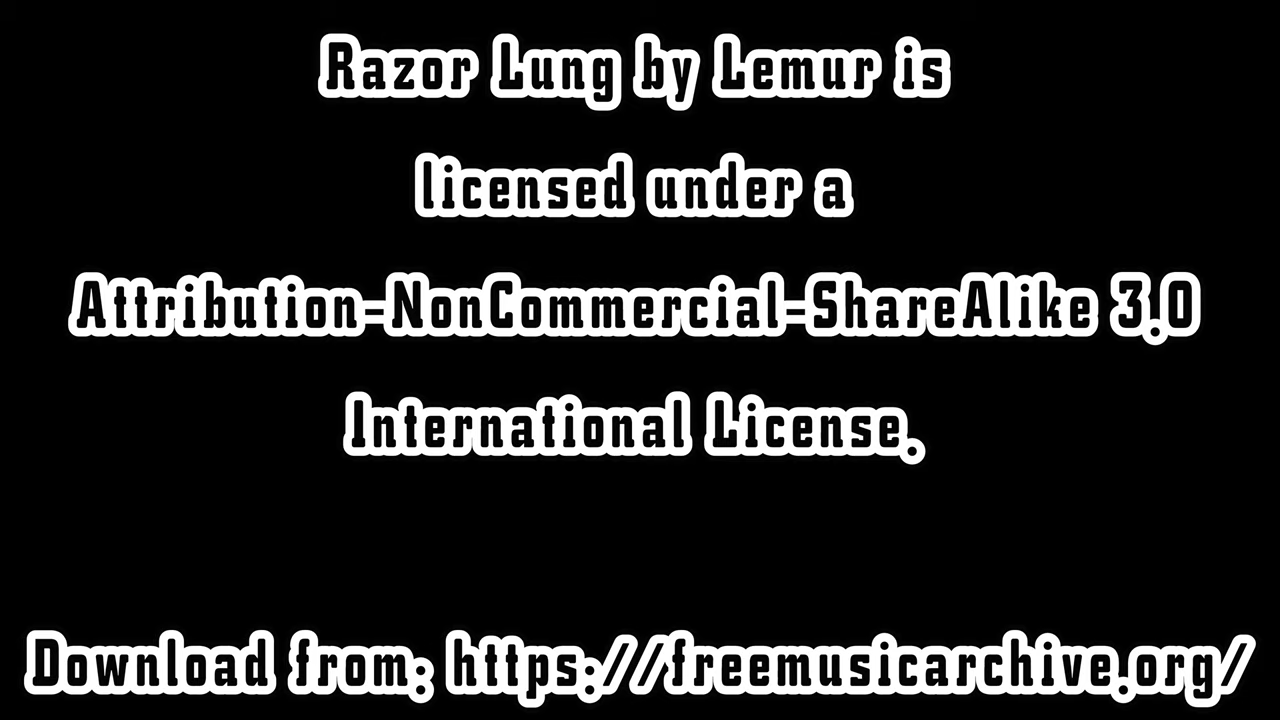 Razor Lung by Lemur is
licensed under a
Attribution-NonCommercial-ShareAlike 3.0
International License.
Download from: https://freemusicarchive.org/